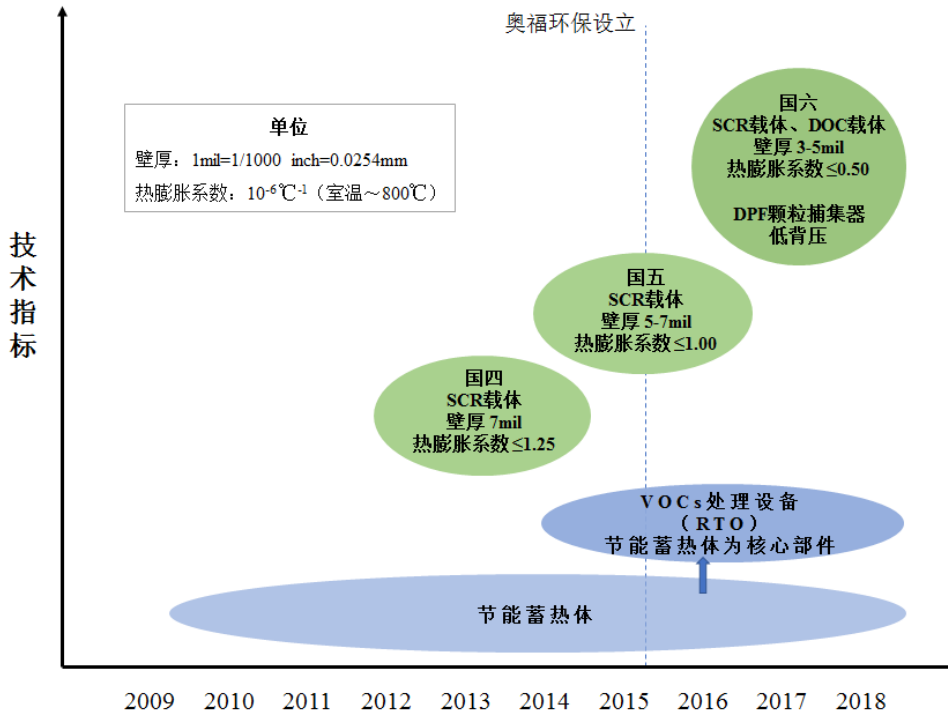 奥福环保设立
单位
壁厚：1mil=1/1000 inch=0.0254mm
热膨胀系数：10⁻⁶℃⁻¹（室温～800℃）
国六
SCR载体、DOC载体
壁厚 3-5mil
热膨胀系数≤0.50
DPF颗粒捕集器
低背压
技术指标
国五
SCR载体
壁厚 5-7mil
热膨胀系数≤1.00
国四
SCR载体
壁厚 7mil
热膨胀系数≤1.25
VOCs处理设备
（RTO）
节能蓄热体为核心部件
节能蓄热体
2009 2010 2011 2012 2013 2014 2015 2016 2017 2018